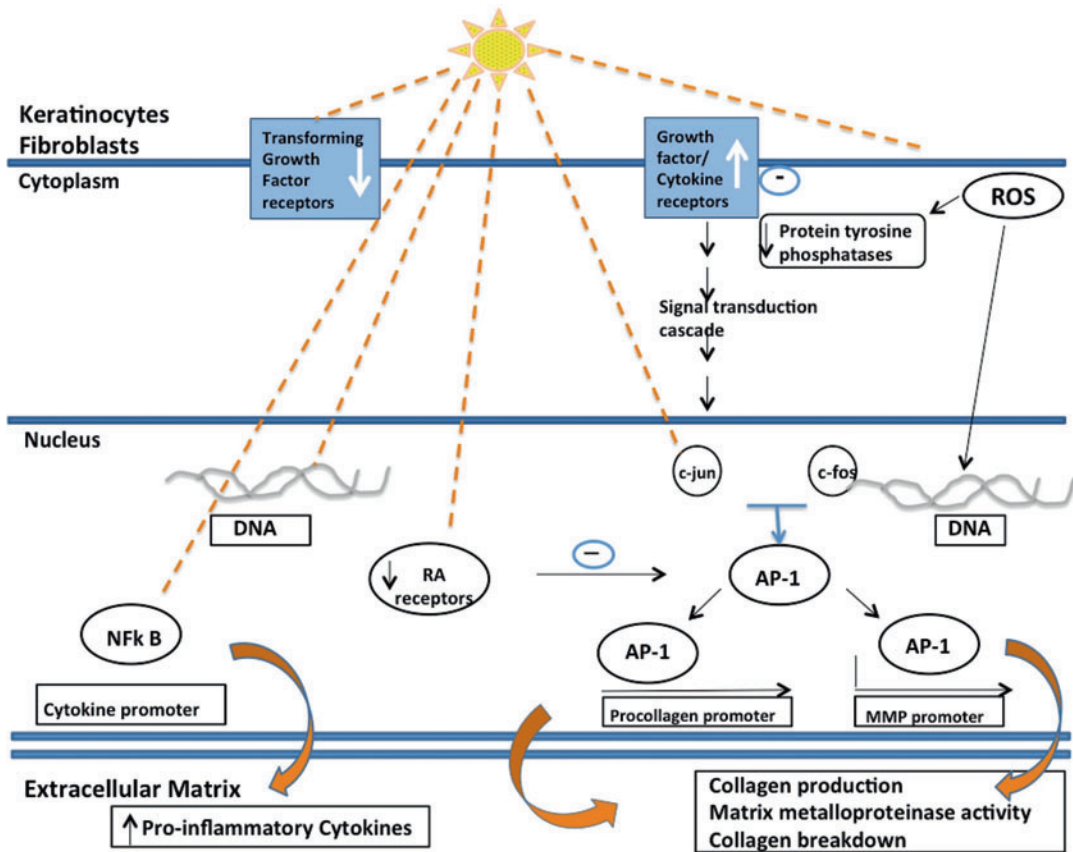 Keratinocytes
Fibroblasts
Cytoplasm
Transforming
Growth
Factor
receptors
Growth
factor/
Cytokine
receptors
-
ROS
Protein tyrosine
phosphatases
Signal transduction
cascade
Nucleus
c-jun
c-fos
DNA
DNA
RA
receptors
–
AP-1
NFk B
AP-1
AP-1
Cytokine promoter
Procollagen promoter
MMP promoter
Extracellular Matrix
Pro-inflammatory Cytokines
Collagen production
Matrix metalloproteinase activity
Collagen breakdown